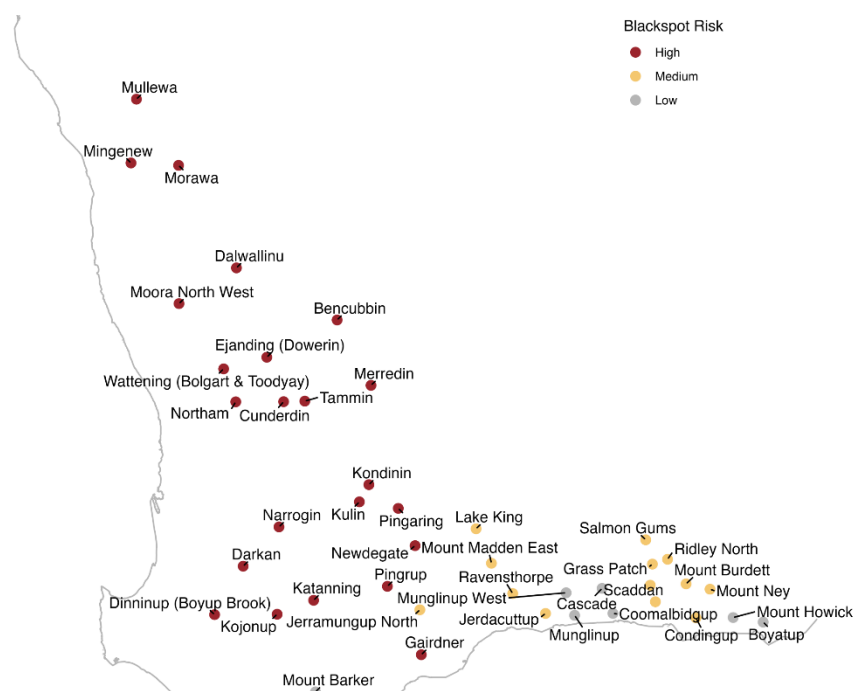 Blackspot Risk
High
Medium
Low
Mullewa
Mingenew
Morawa
Dalwallinu
Moora North West
Bencubbin
Ejanding (Dowerin)
Wattening (Bolgart & Toodyay)
Merredin
Northam
Cunderdin
Tammin
Kondinin
Narrogin
Kulin
Pingaring
Lake King
Salmon Gums
Darkan
Newdegate
Mount Madden East
Ridley North
Katanning
Pingrup
Ravensthorpe
Grass Patch
Mount Burdett
Dinninup (Boyup Brook)
Munglinup West
Scaddan
Mount Ney
Kojonup
Jerramungup North
Jerdacuttup
Cascade
Coomalbidgup
Mount Howick
Gairdner
Munglinup
Condingup
Boyatup
Mount Barker